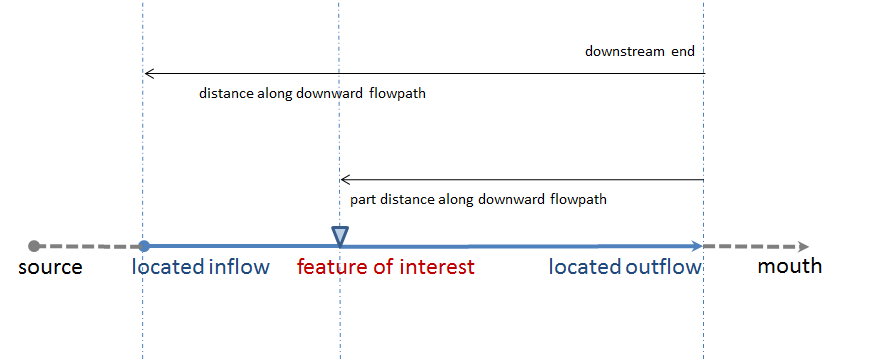 downstream end
distance along downward flowpath
part distance along downward flowpath
source
located inflow
feature of interest
located outflow
mouth